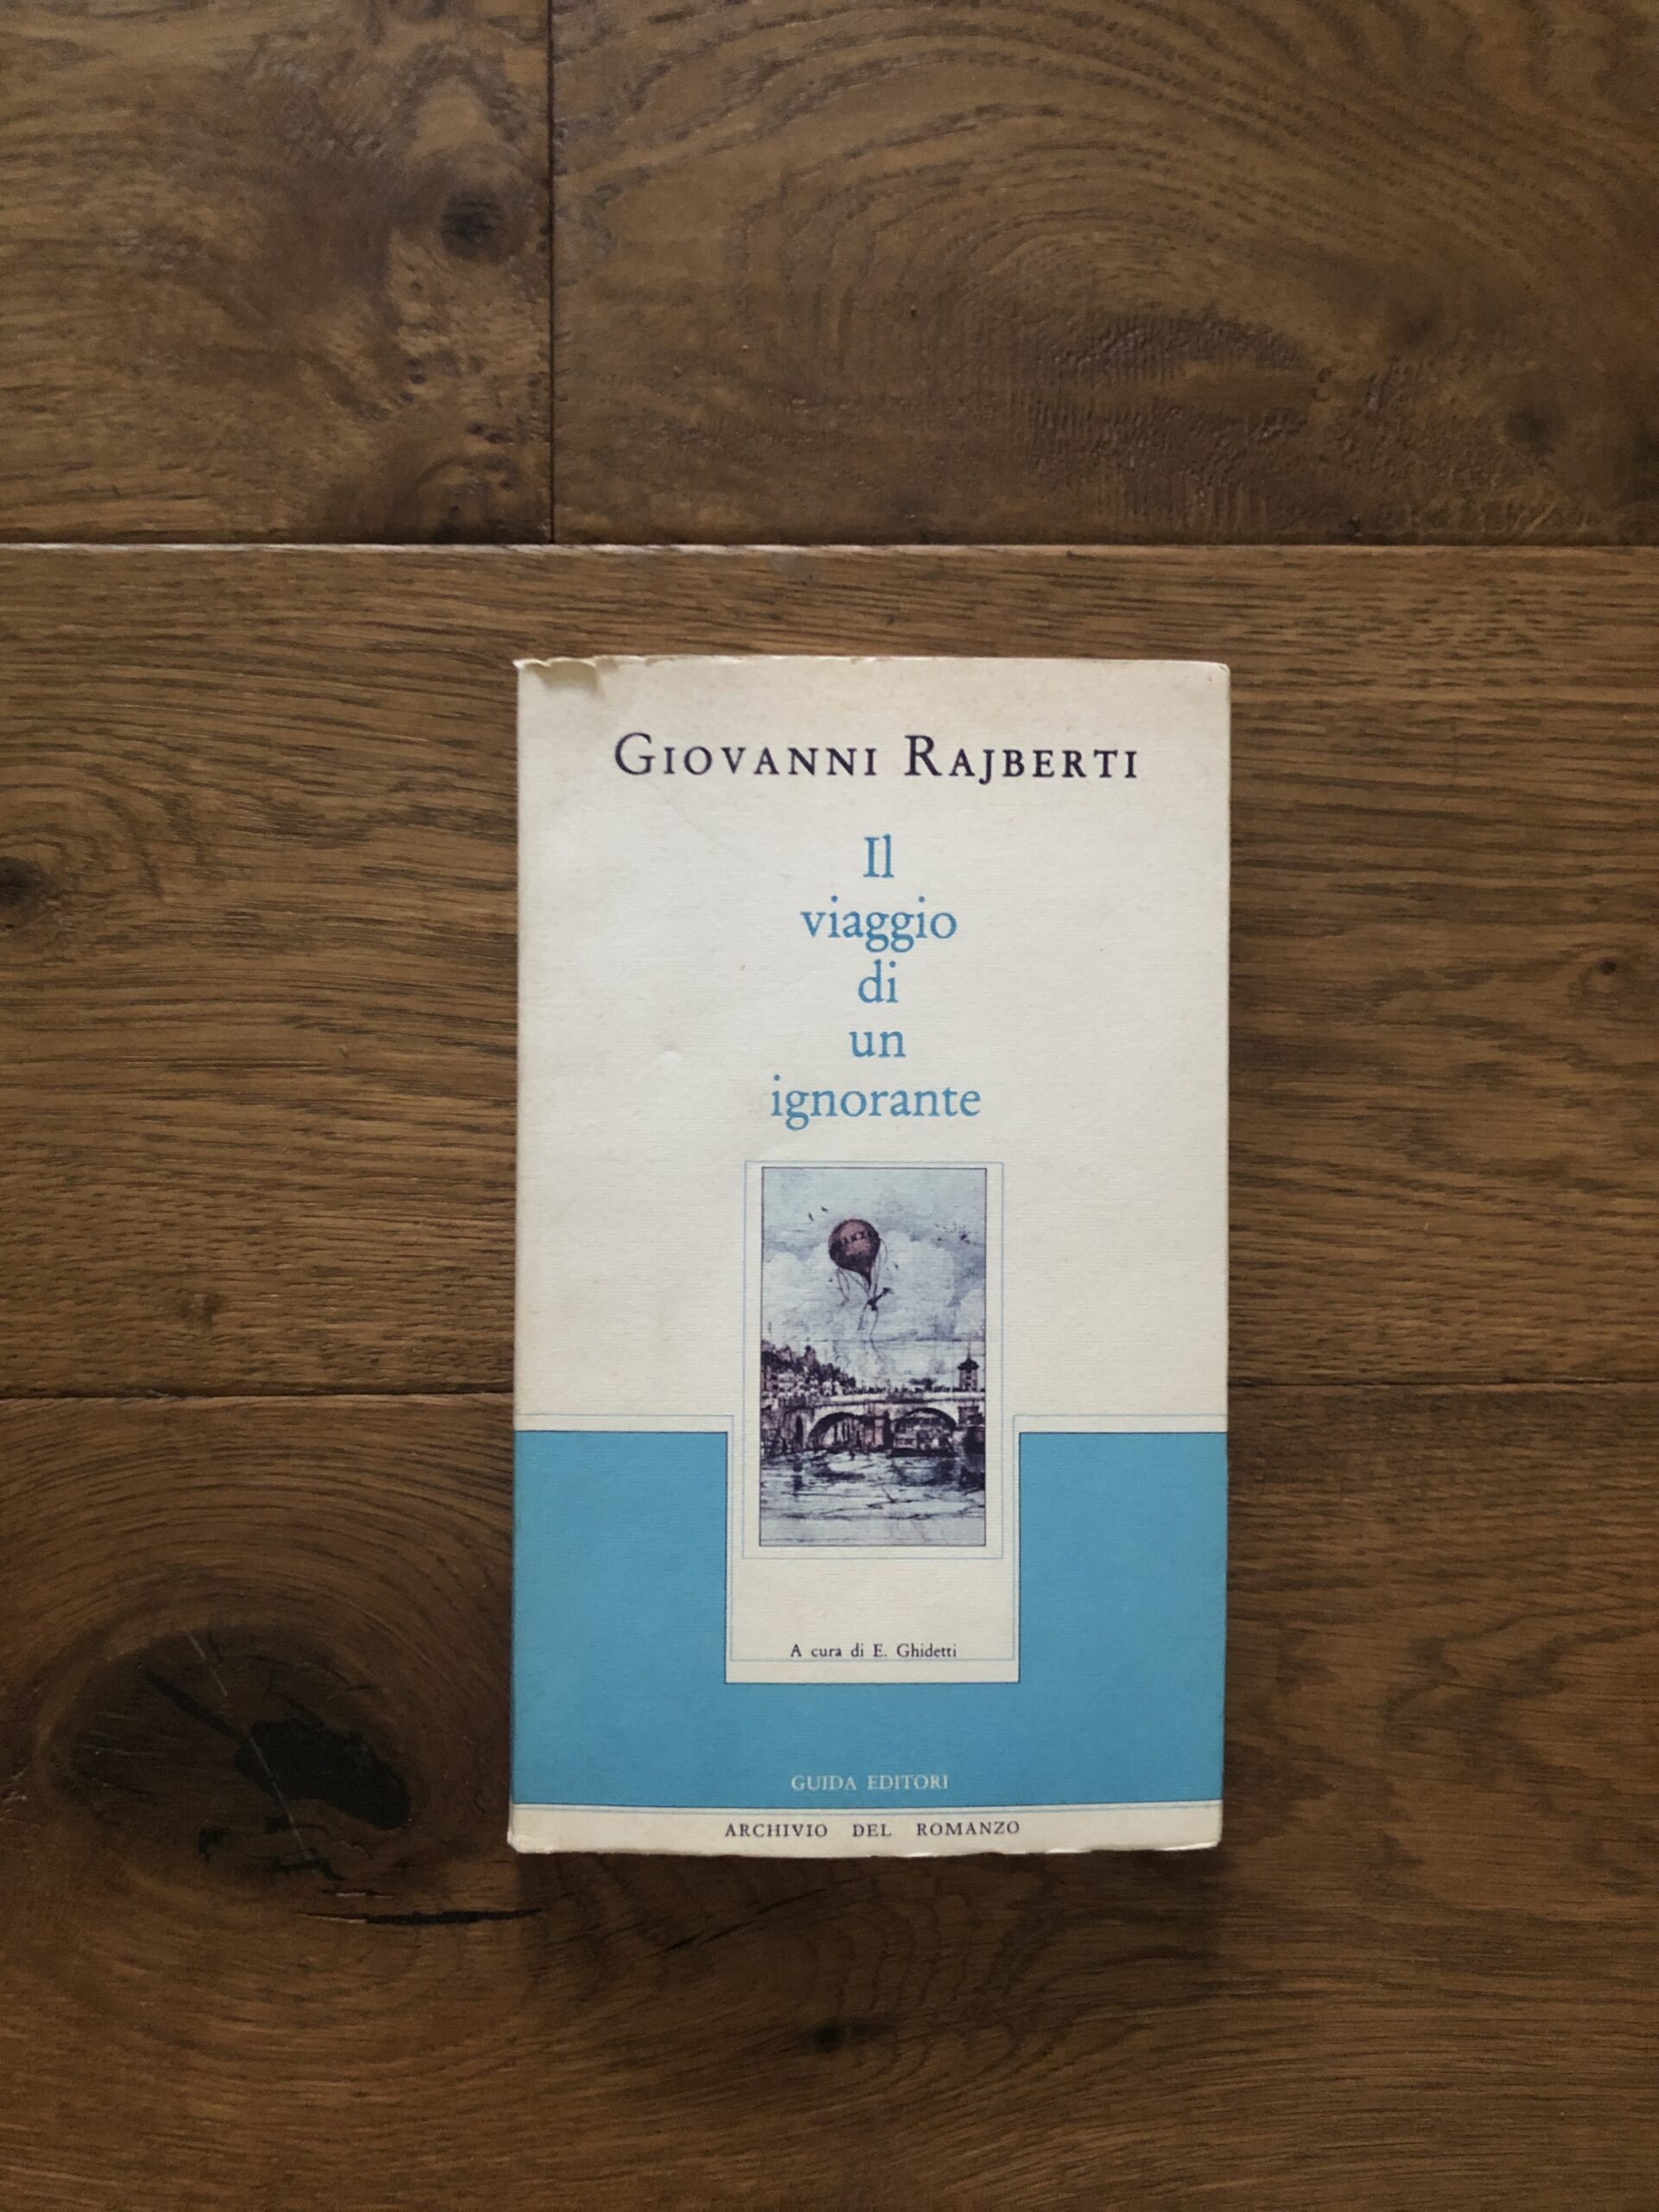 GIOVANNI RAJBERTI
Il
viaggio
di
un
ignorante
A cura di E. Ghidetti
GUIDA EDITORI
ARCHIVIO DEL ROMANZO